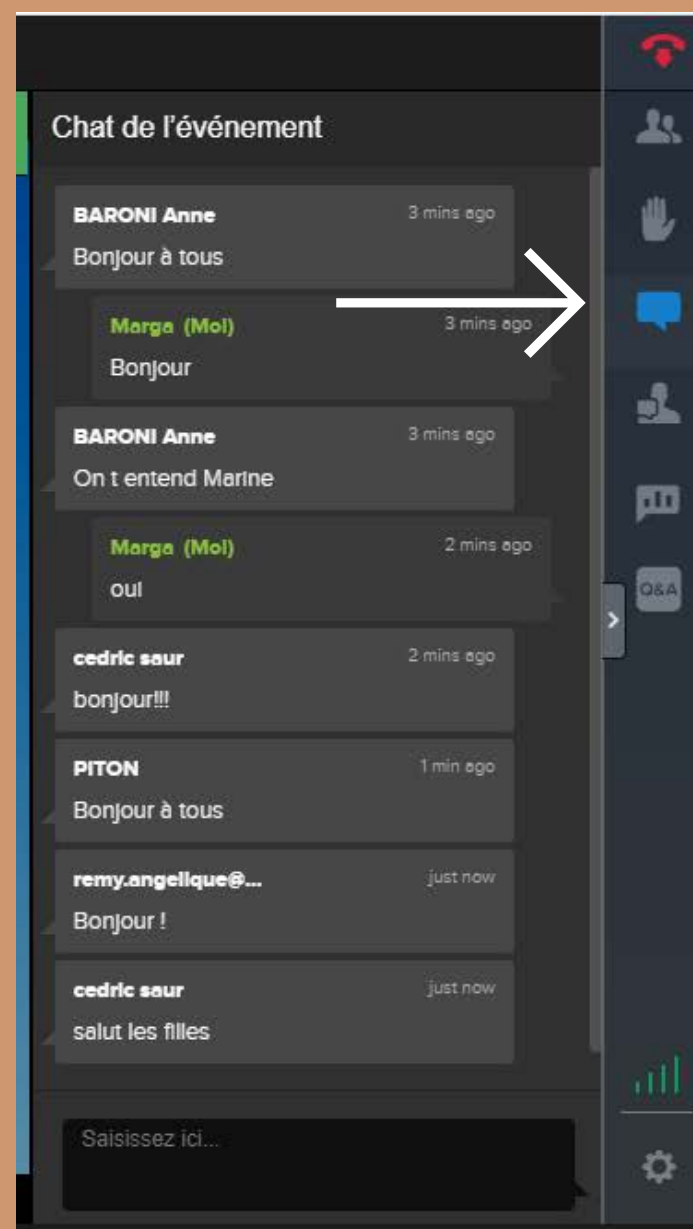 Chat de l'événement
BARONI Anne 3 mins ago
Bonjour à tous
Marga (Moi) 3 mins ago
Bonjour
BARONI Anne 3 mins ago
On t entend Marine
Marga (Moi) 2 mins ago
oui
cedric saur 2 mins ago
bonjour!!!
PITON 1 min ago
Bonjour à tous
remy.angelique@... just now
Bonjour !
cedric saur just now
salut les filles
Saisissez ici...
Q&A